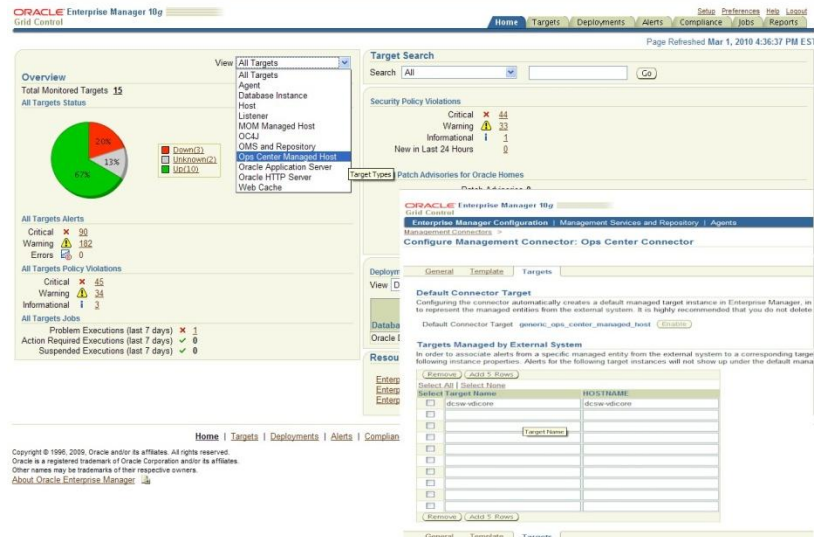 ORACLE Enterprise Manager 10g
Grid Control
Setup Preferences Help Logout
Home Targets Deployments Alerts Compliance Jobs Reports
Page Refreshed Mar 1, 2010 4:36:37 PM EST
Overview
View All Targets
All Targets
Agent
Database Instance
Host
Listener
MOM Managed Host
OC4J
OMS and Repository
Ops Center Managed Host
Oracle Application Server
Oracle HTTP Server
Web Cache
Target Types
Total Monitored Targets 15
All Targets Status
20%
13%
67%
Down(3)
Unknown(2)
Up(10)
All Targets Alerts
Critical 90
Warning 182
Errors 0
All Targets Policy Violations
Critical 45
Warning 34
Informational 3
All Targets Jobs
Problem Executions (last 7 days) 1
Action Required Executions (last 7 days) 0
Suspended Executions (last 7 days) 0
Target Search
Search All Go
Security Policy Violations
Critical 44
Warning 33
Informational 1
New in Last 24 Hours 0
Patch Advisories for Oracle Homes
View D
Oracle D
Enterp
Enterp
Enterp
Home | Targets | Deployments | Alerts | Complian
Copyright © 1996, 2009, Oracle and/or its affiliates. All rights reserved.
Oracle is a registered trademark of Oracle Corporation and/or its affiliates.
Other names may be trademarks of their respective owners.
About Oracle Enterprise Manager
ORACLE Enterprise Manager 10g
Grid Control
Enterprise Manager Configuration | Management Services and Repository | Agents
Management Connectors >
Configure Management Connector: Ops Center Connector
General Template Targets
Default Connector Target
Configuring the connector automatically creates a default managed target instance in Enterprise Manager, in
to represent the managed entities from the external system. It is highly recommended that you do not delete
Default Connector Target generic_ops_center_managed_host Enable
Targets Managed by External System
In order to associate alerts from a specific managed entity from the external system to a corresponding targe
following instance properties. Alerts for the following target instances will not show up under the default mana
Remove Add 5 Rows
Select All | Select None
Select Target Name HOSTNAME
dcsw-vdicore dcsw-vdicore
Target Name
Remove Add 5 Rows
General Template Targets